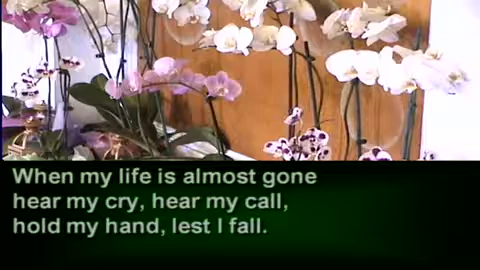 When my life is almost gone
hear my cry, hear my call,
hold my hand, lest I fall.